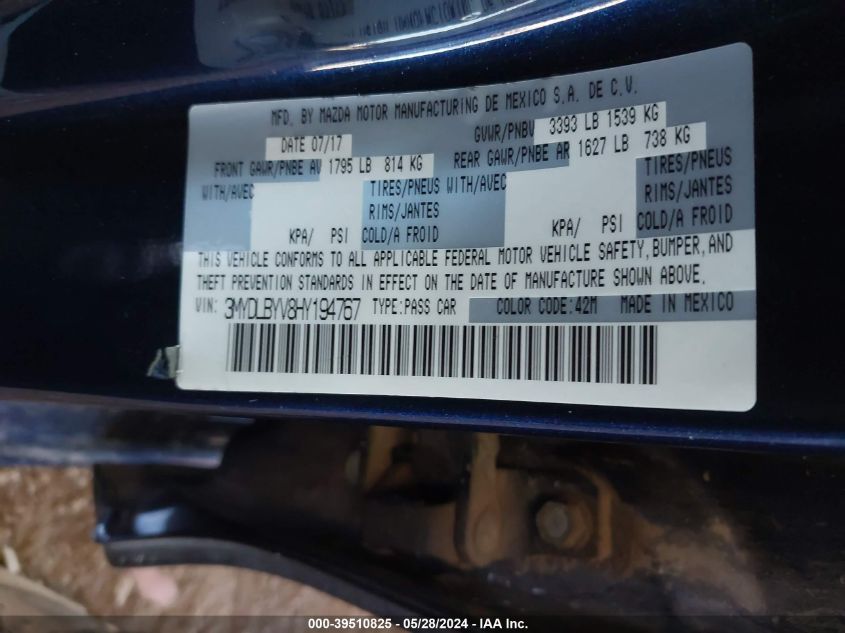 MFD. BY MAZDA MOTOR MANUFACTURING DE MEXICO S.A. DE C.V.
DATE 07/17 GVWR/PNBV 3393 LB 1539 KG
FRONT GAWR/PNBE AV 1795 LB 814 KG REAR GAWR/PNBE AR 1627 LB 738 KG
WITH/AVEC TIRES/PNEUS WITH/AVEC TIRES/PNEUS
RIMS/JANTES RIMS/JANTES
KPA/ PSI COLD/A FROID KPA/ PSI COLD/A FROID
THIS VEHICLE CONFORMS TO ALL APPLICABLE FEDERAL MOTOR VEHICLE SAFETY, BUMPER, AND
THEFT PREVENTION STANDARDS IN EFFECT ON THE DATE OF MANUFACTURE SHOWN ABOVE.
VIN: 3MYDLBYV8HY194767 TYPE:PASS CAR COLOR CODE:42M MADE IN MEXICO
000-39510825 | 05/28/2024 | IAA Inc.